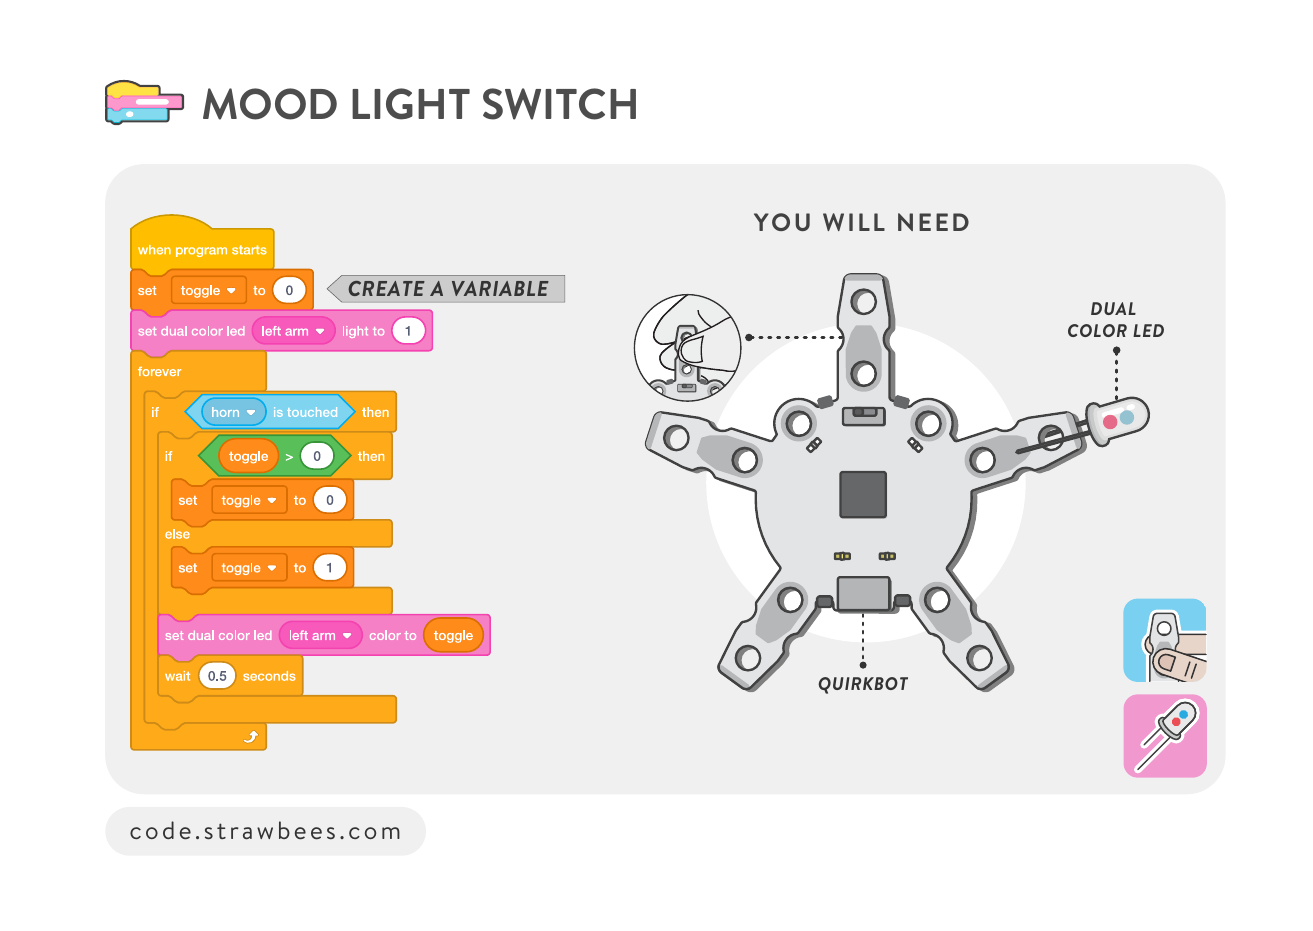 MOOD LIGHT SWITCH
when program starts
set toggle to 0
CREATE A VARIABLE
set dual color led left arm light to 1
forever
if horn is touched then
if toggle > 0 then
set toggle to 0
else
set toggle to 1
set dual color led left arm color to toggle
wait 0.5 seconds
YOU WILL NEED
DUAL
COLOR LED
QUIRKBOT
code.strawbees.com